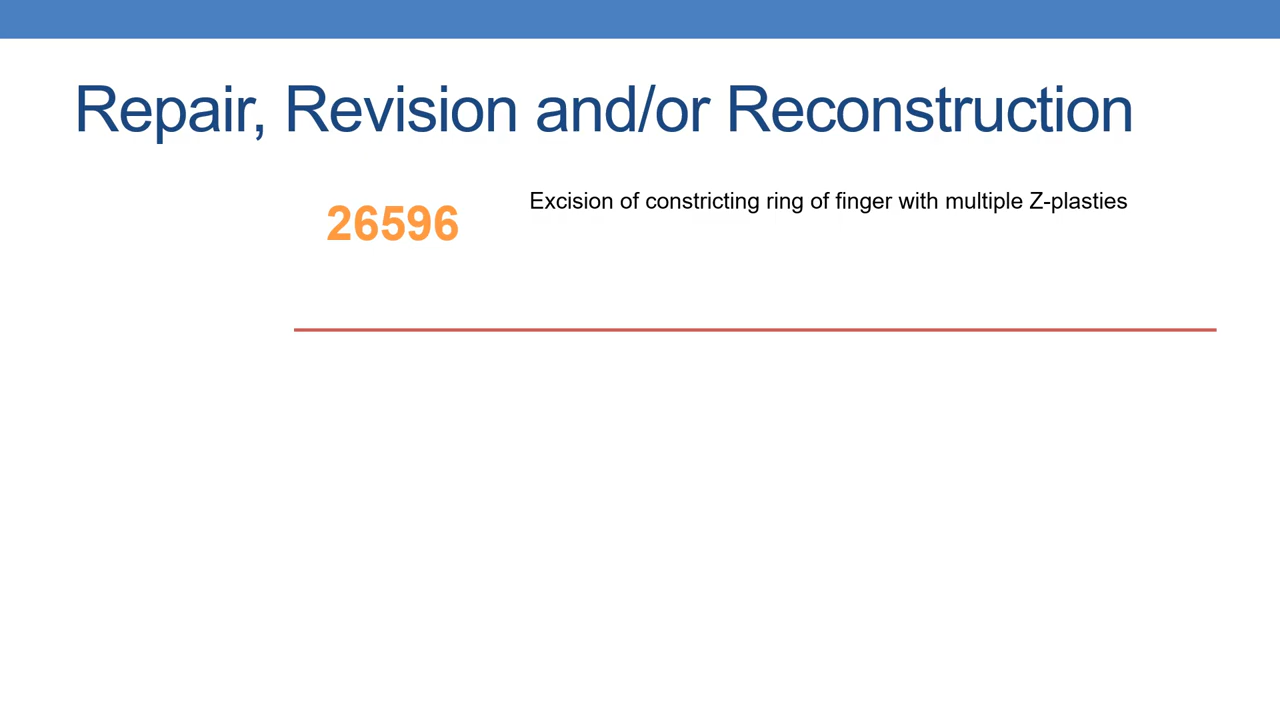 Repair, Revision and/or Reconstruction
26596
Excision of constricting ring of finger with multiple Z-plasties